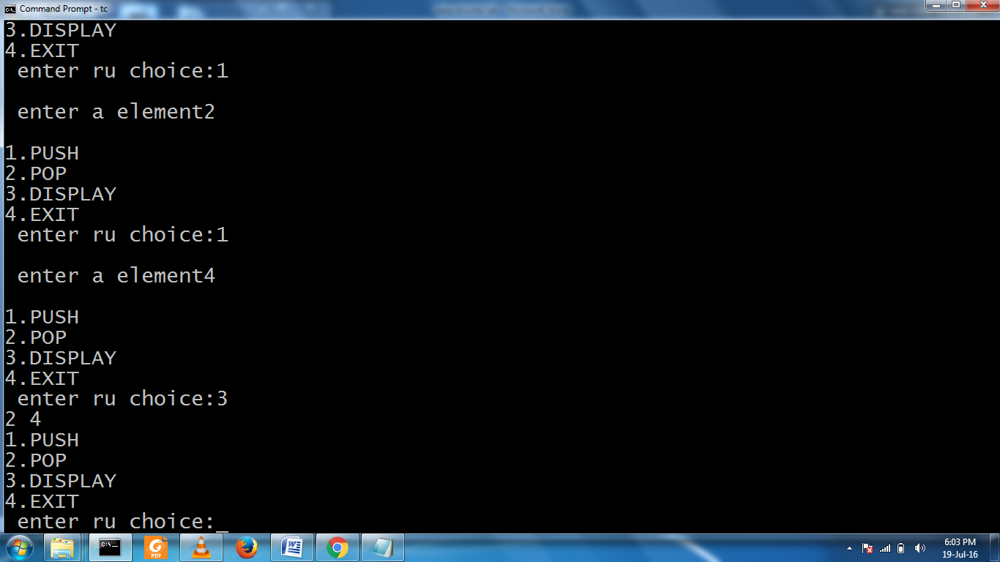 Command Prompt - tc
3.DISPLAY
4.EXIT
enter ru choice:1
enter a element2
1.PUSH
2.POP
3.DISPLAY
4.EXIT
enter ru choice:1
enter a element4
1.PUSH
2.POP
3.DISPLAY
4.EXIT
enter ru choice:3
2 4
1.PUSH
2.POP
3.DISPLAY
4.EXIT
enter ru choice:_
PDF
6:03 PM
19-Jul-16